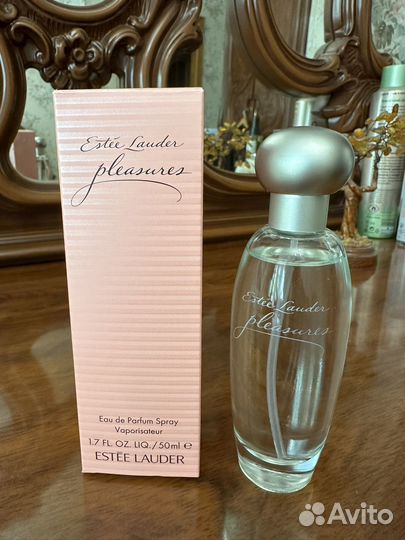 Estée Lauder
pleasures
Eau de Parfum Spray
Vaporisateur
1.7 FL. OZ. LIQ./50ml e
ESTĒE LAUDER
Estée Lauder
pleasures
Avito